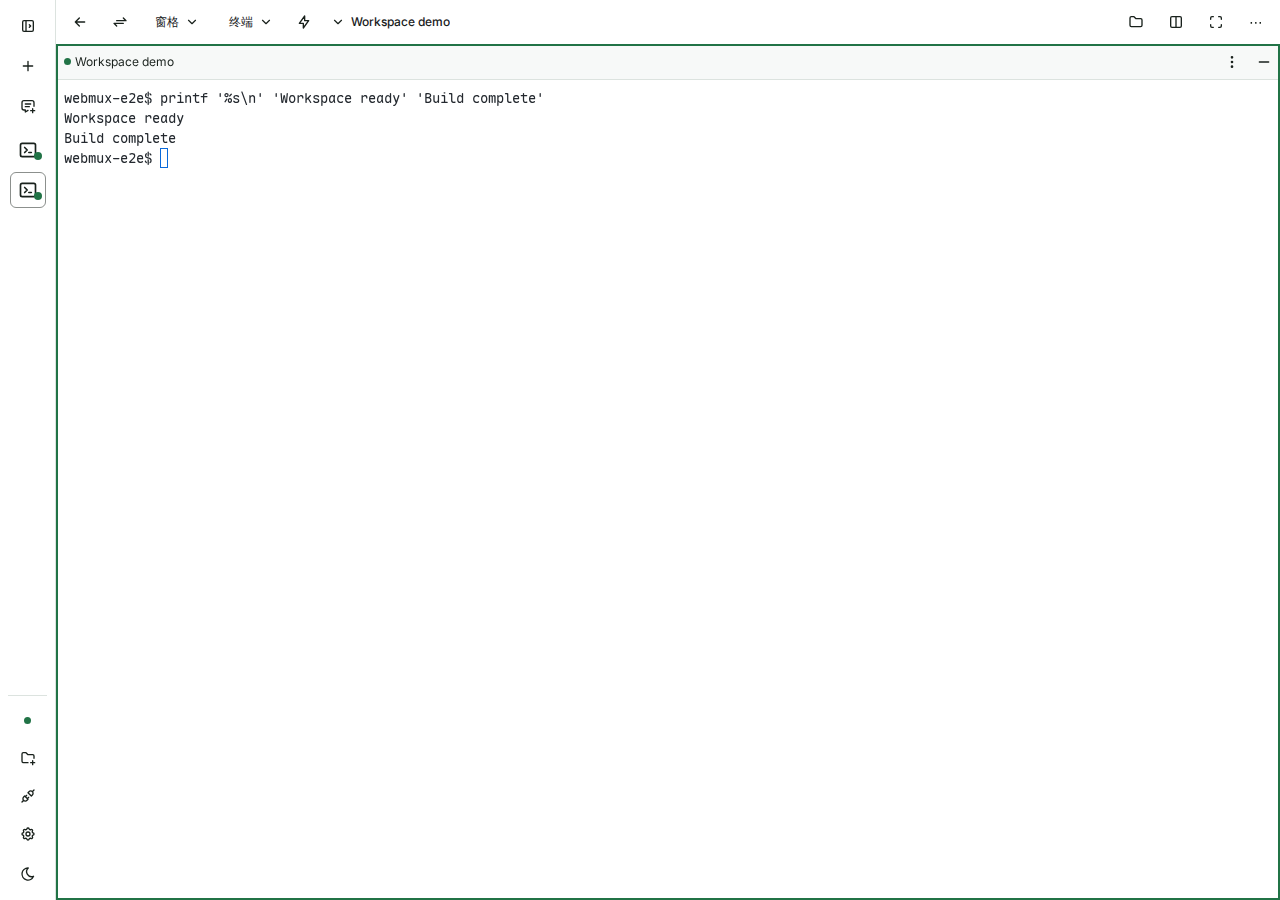 窗格 终端 Workspace demo
Workspace demo
webmux-e2e$ printf '%s\n' 'Workspace ready' 'Build complete'
Workspace ready
Build complete
webmux-e2e$